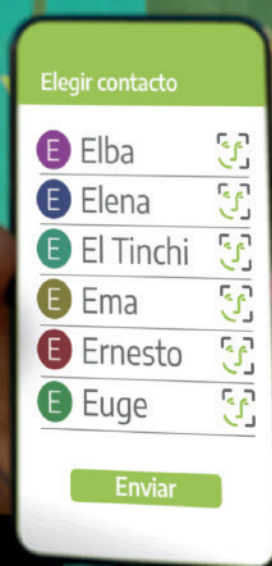 Elegir contacto
E Elba
E Elena
E El Tinchi
E Ema
E Ernesto
E Euge
Enviar